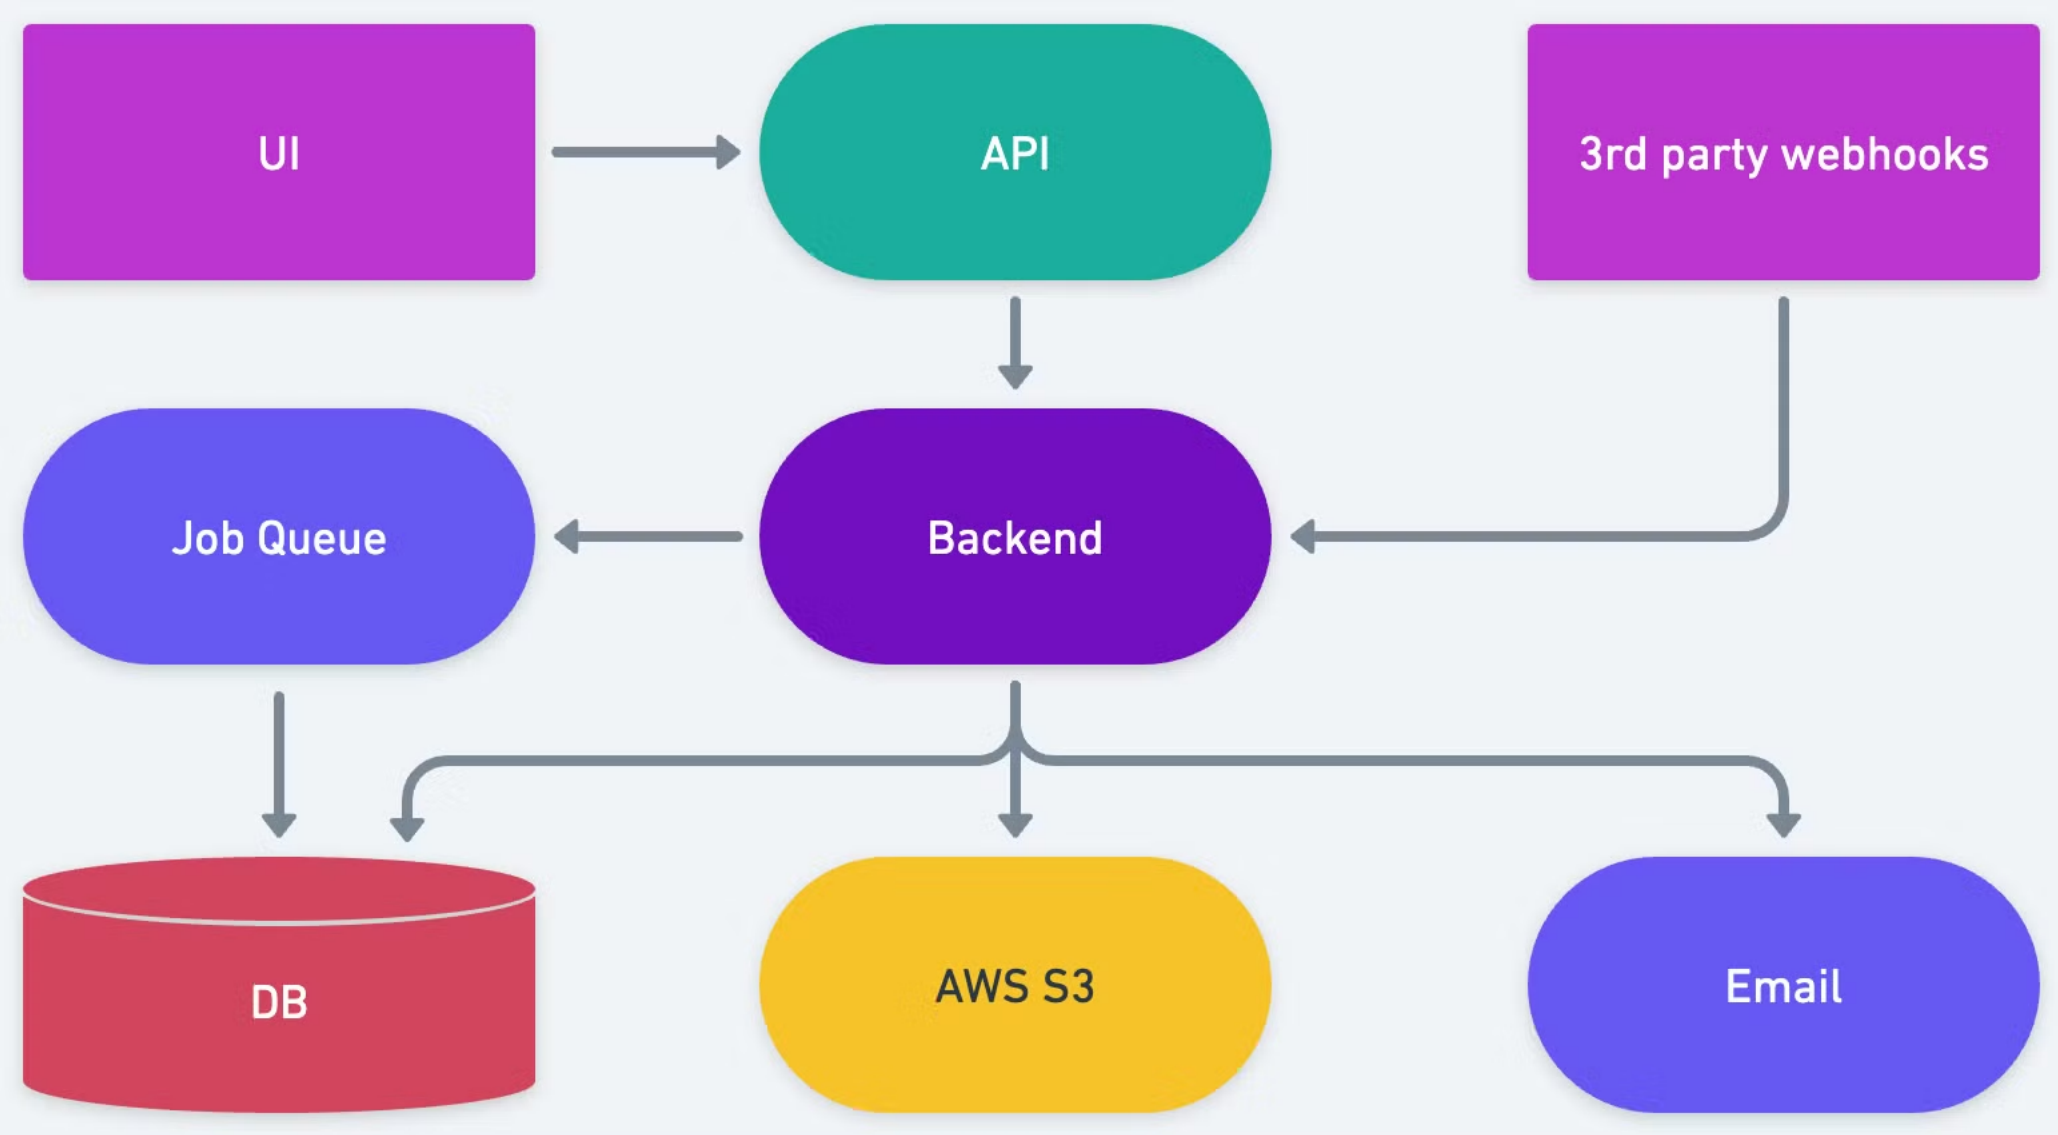 UI
API
3rd party webhooks
Job Queue
Backend
DB
AWS S3
Email